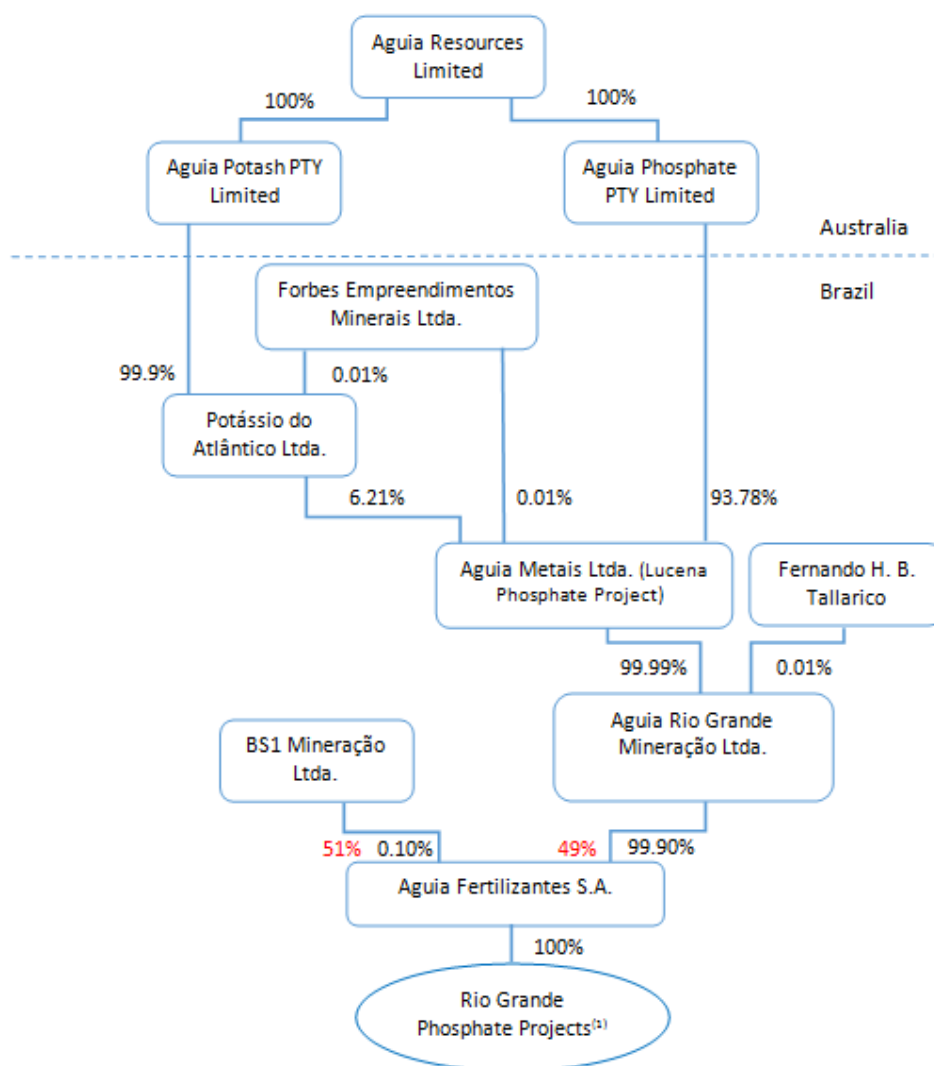 Aguia Resources
Limited
100%
100%
Aguia Potash PTY
Limited
Aguia Phosphate
PTY Limited
Australia
Brazil
Forbes Empreendimentos
Minerais Ltda.
99.9%
0.01%
Potássio do
Atlântico Ltda.
6.21%
0.01%
93.78%
Aguia Metais Ltda. (Lucena
Phosphate Project)
Fernando H. B.
Tallarico
99.99%
0.01%
Aguia Rio Grande
Mineração Ltda.
BS1 Mineração
Ltda.
51% 0.10%
49% 99.90%
Aguia Fertilizantes S.A.
100%
Rio Grande
Phosphate Projects⁽¹⁾